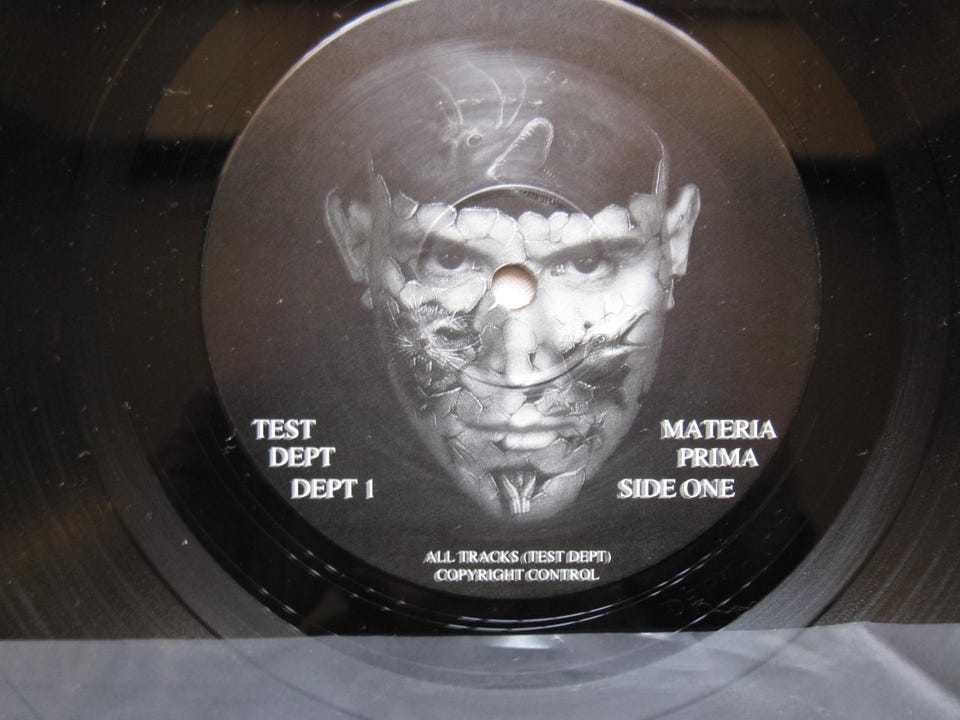 TEST
DEPT
DEPT 1
MATERIA
PRIMA
SIDE ONE
ALL TRACKS (TEST DEPT)
COPYRIGHT CONTROL